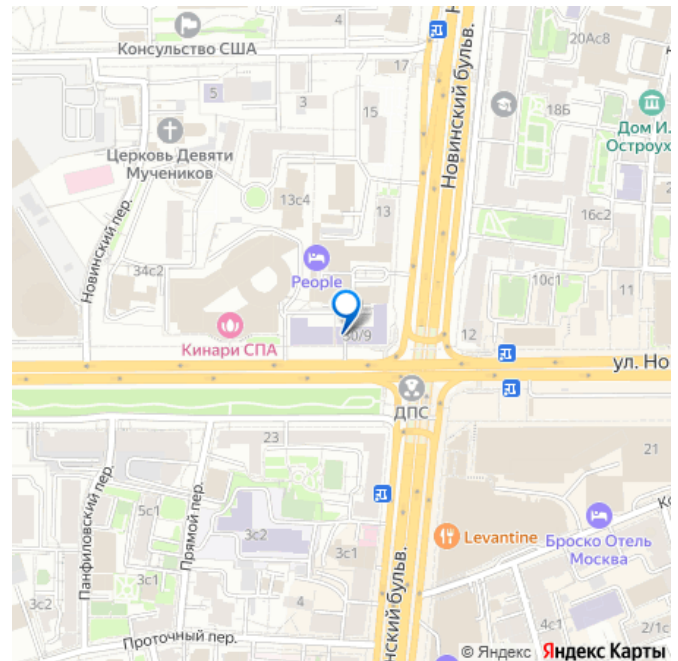 Консульство США
17
20Ас8
5
3
15
18Б
Новинский бульв.
Дом И.
Остроух
Церковь Девяти
Мучеников
13с4
13
16с2
Новинский пер.
34с2
People
10с1
11
30/9
12
Кинари СПА
ул. Но
ДПС
23
21
Панфиловский пер.
5с1
Прямой пер.
3с2
3с1
3с1
3с2
4
Levantine
Броско Отель
Москва
нский бульв.
4с1
2/1с
Проточный пер.
© Яндекс Яндекс Карты